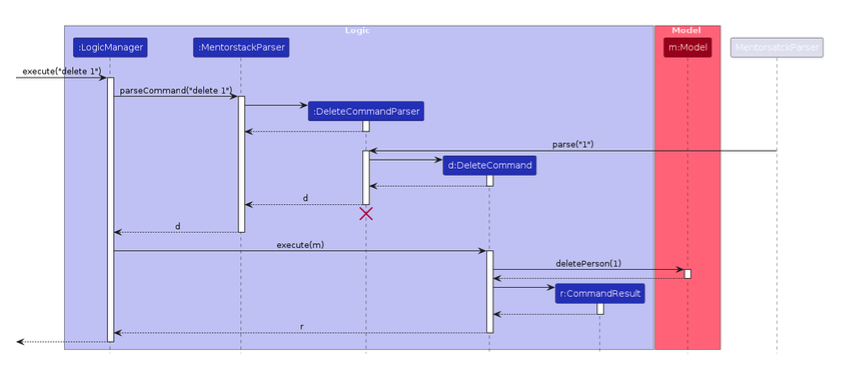 Logic
Model
:LogicManager
:MentorstackParser
m:Model
MentorsatckParser
execute("delete 1")
parseCommand("delete 1")
:DeleteCommandParser
parse("1")
d:DeleteCommand
d
d
execute(m)
deletePerson(1)
r:CommandResult
r